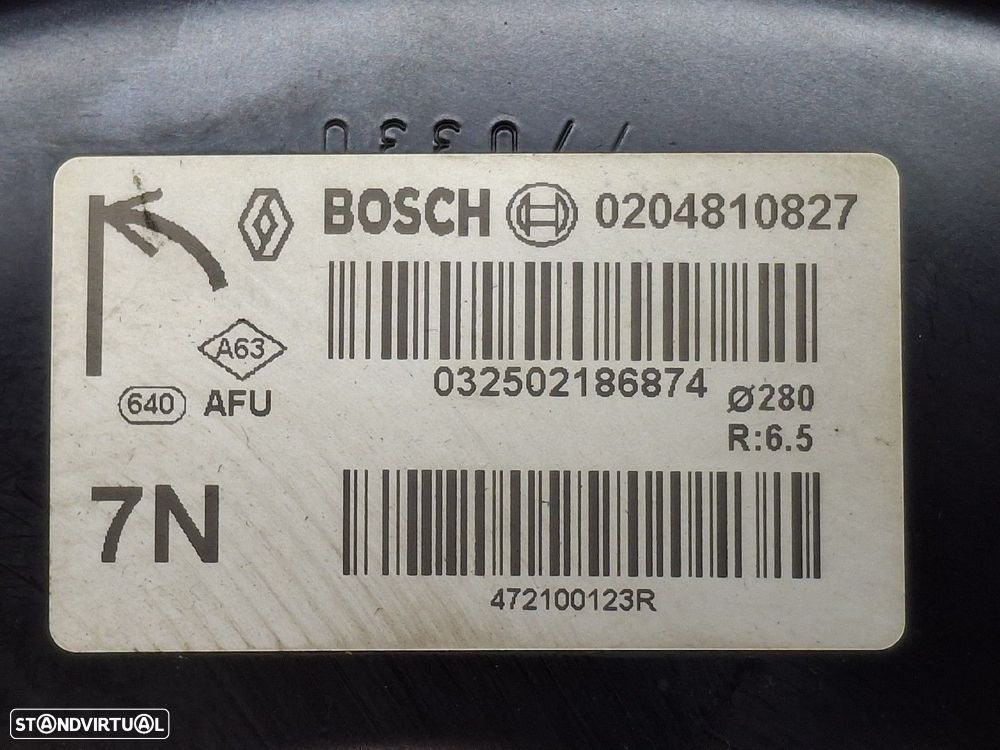 BOSCH 0204810827
A63
032502186874
640 AFU
Ø280
R:6.5
7N
472100123R
STANDVIRTUAL